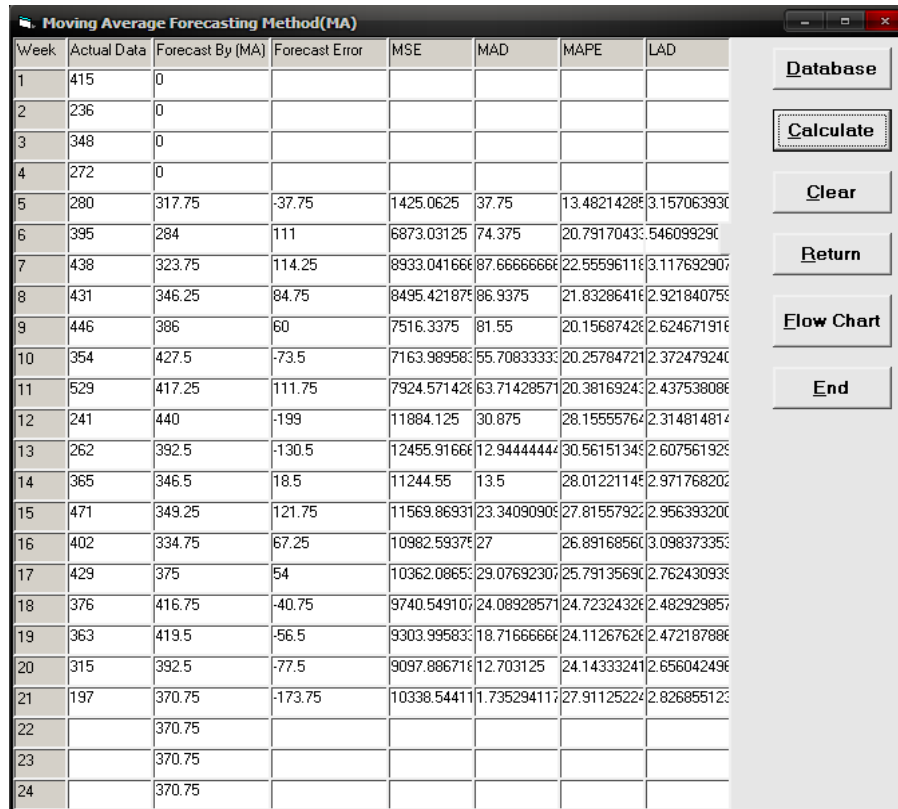 Moving Average Forecasting Method(MA)
Week Actual Data Forecast By (MA) Forecast Error MSE MAD MAPE LAD
1 415 0
2 236 0
3 348 0
4 272 0
5 280 317.75 -37.75 1425.0625 37.75 13.48214285 3.157063930
6 395 284 111 6873.03125 74.375 20.79170433 .546099290
7 438 323.75 114.25 8933.041666 87.66666666 22.55596118 3.117692907
8 431 346.25 84.75 8495.421875 86.9375 21.83286416 2.921840759
9 446 386 60 7516.3375 81.55 20.15687426 2.624671916
10 354 427.5 -73.5 7163.989583 55.70833333 20.25784721 2.372479240
11 529 417.25 111.75 7924.571428 63.71428571 20.38169243 2.437538086
12 241 440 -199 11884.125 30.875 28.15555764 2.314814814
13 262 392.5 -130.5 12455.91666 12.94444444 30.56151349 2.607561929
14 365 346.5 18.5 11244.55 13.5 28.01221145 2.971768202
15 471 349.25 121.75 11569.86931 23.34090909 27.81557922 2.956393200
16 402 334.75 67.25 10982.59375 27 26.89168560 3.098373353
17 429 375 54 10362.08653 29.07692307 25.79135690 2.762430939
18 376 416.75 -40.75 9740.549107 24.08928571 24.72324326 2.482929857
19 363 419.5 -56.5 9303.995833 18.71666666 24.11267626 2.472187886
20 315 392.5 -77.5 9097.886718 12.703125 24.14333241 2.656042496
21 197 370.75 -173.75 10338.54411 1.735294117 27.91125224 2.826855123
22 370.75
23 370.75
24 370.75
Database
Calculate
Clear
Return
Flow Chart
End